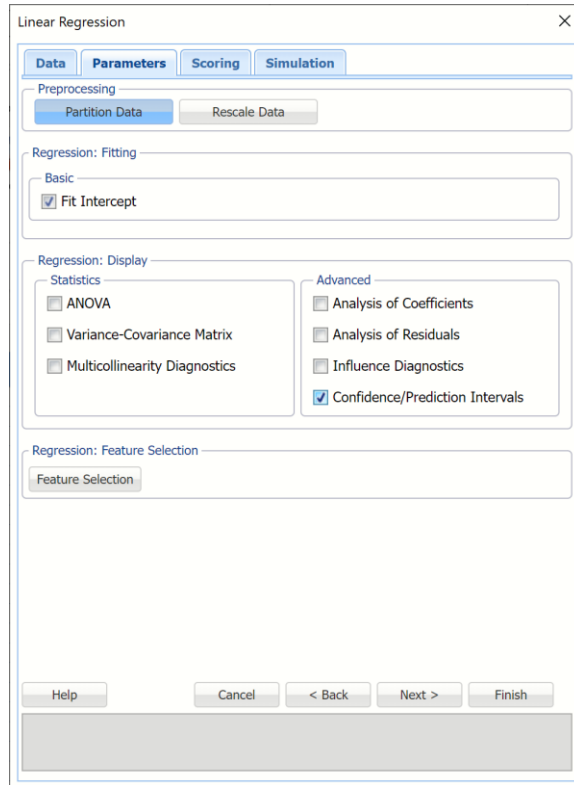 Linear Regression
Data Parameters Scoring Simulation
Preprocessing
Partition Data Rescale Data
Regression: Fitting
Basic
Fit Intercept
Regression: Display
Statistics
ANOVA
Variance-Covariance Matrix
Multicollinearity Diagnostics
Advanced
Analysis of Coefficients
Analysis of Residuals
Influence Diagnostics
Confidence/Prediction Intervals
Regression: Feature Selection
Feature Selection
Help Cancel < Back Next > Finish